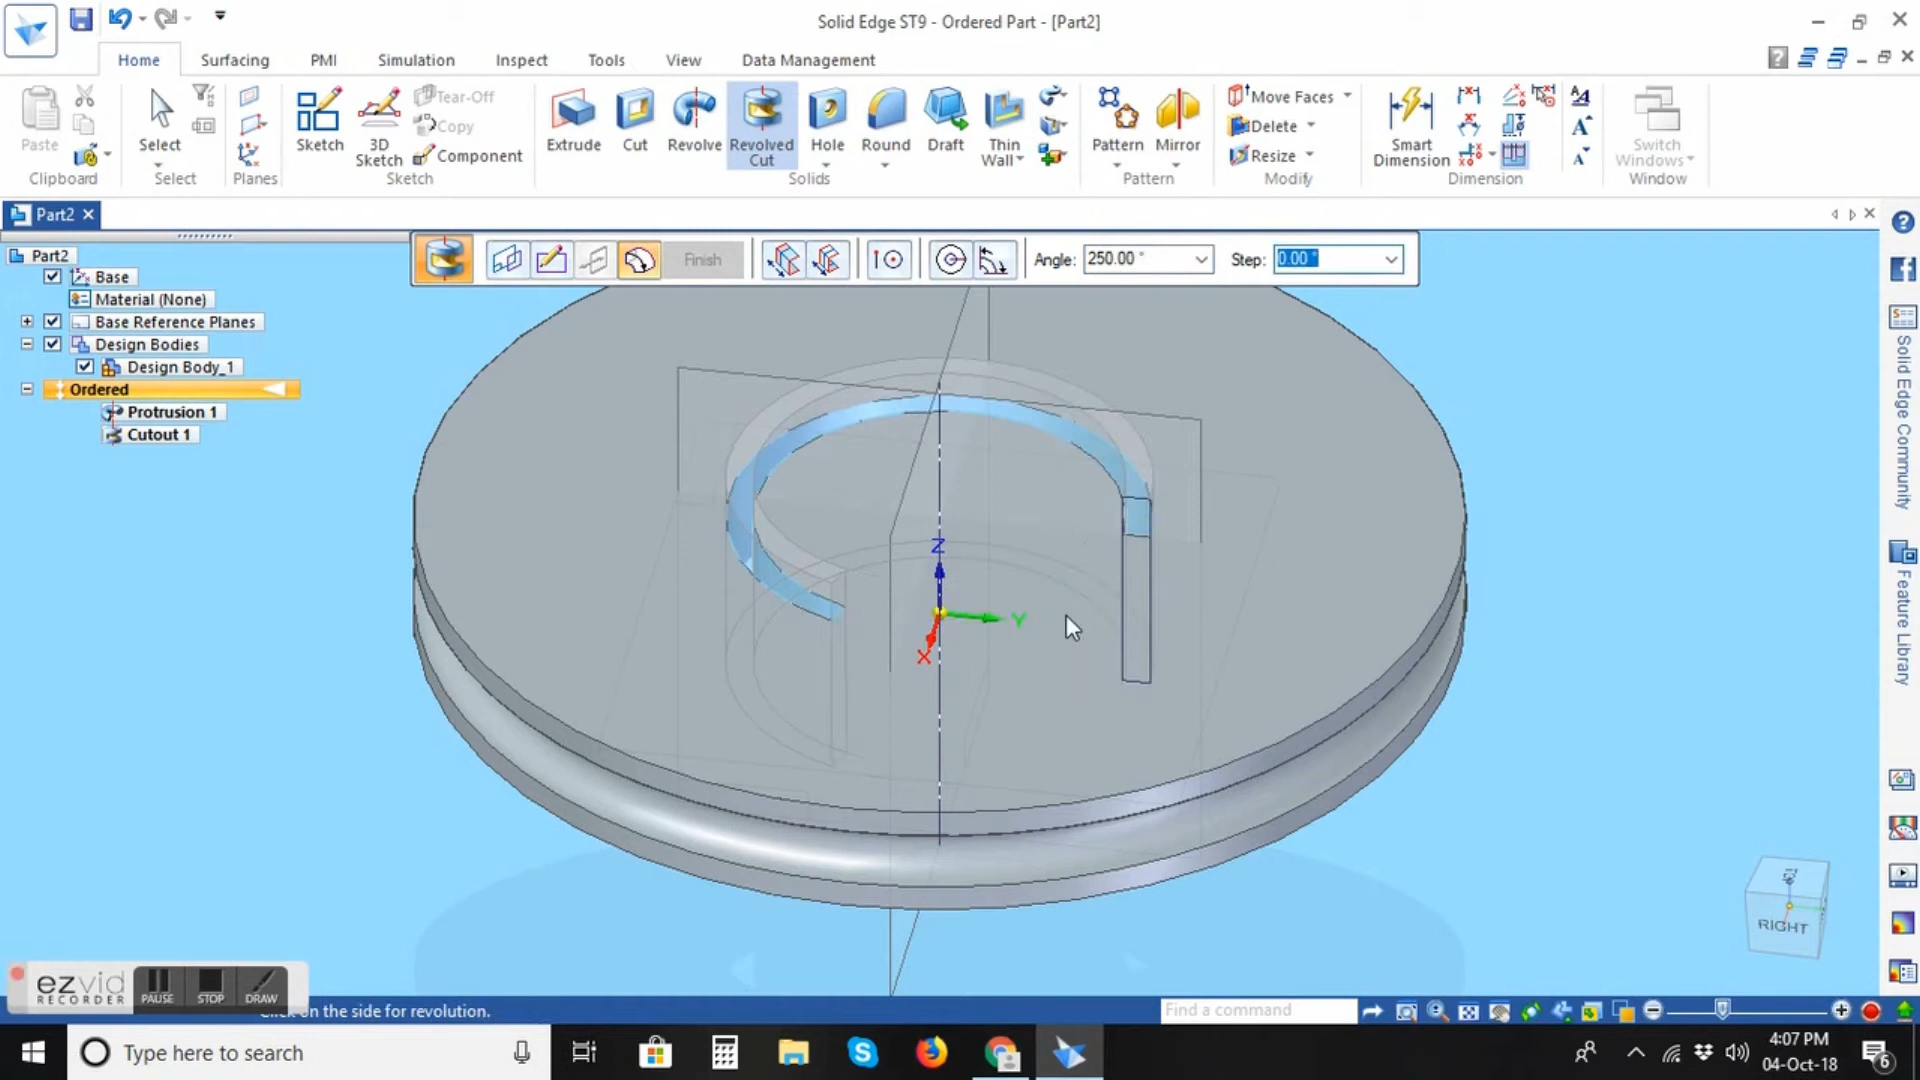 Solid Edge ST9 - Ordered Part - [Part2]
Home Surfacing PMI Simulation Inspect Tools View Data Management
Paste
Clipboard
Select
Select
Planes
Sketch
3D Sketch
Tear-Off
Copy
Component
Sketch
Extrude
Cut
Revolve
Revolved Cut
Hole
Round
Draft
Thin Wall
Solids
Pattern
Mirror
Pattern
Move Faces
Delete
Resize
Modify
Smart Dimension
Dimension
Switch Windows
Window
Part2
Finish
Angle: 250.00 °
Step: 0.00 °
Part2
Base
Material (None)
Base Reference Planes
Design Bodies
Design Body_1
Ordered
Protrusion 1
Cutout 1
Z
Y
X
Solid Edge Community
Feature Library
TOP
RIGHT
ezvid
RECORDER
PAUSE
STOP
DRAW
on the side for revolution.
Find a command
Type here to search
4:07 PM
04-Oct-18
6